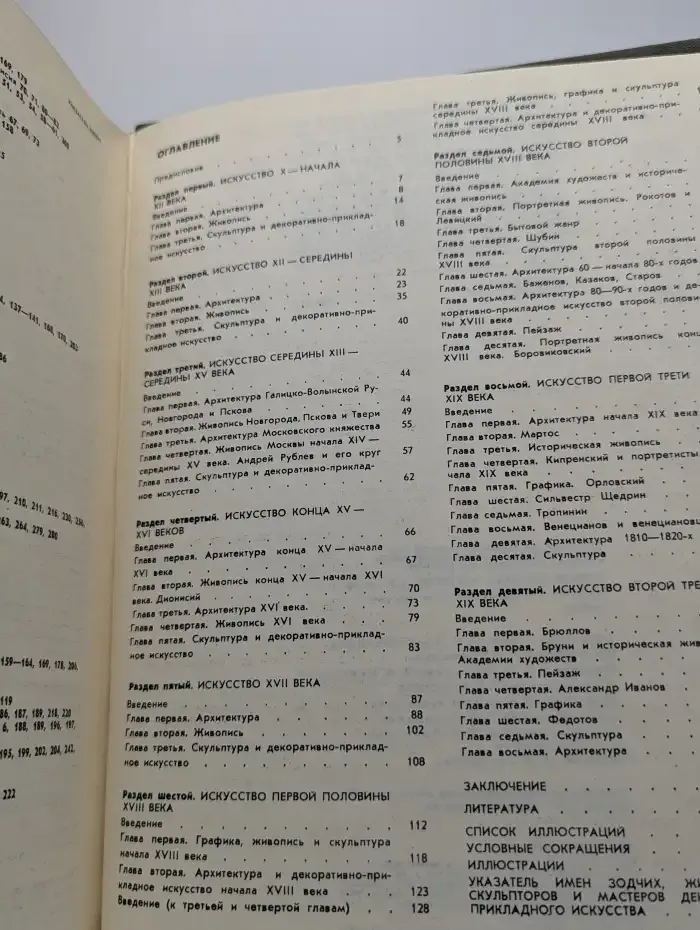 ОГЛАВЛЕНИЕ
Предисловие . . . 5
Раздел первый. ИСКУССТВО X — НАЧАЛА
XII ВЕКА
Введение . . . 7
Глава первая. Архитектура . . . 8
Глава вторая. Живопись . . . 14
Глава третья. Скульптура и декоративно-приклад-
ное искусство . . . 18
Раздел второй. ИСКУССТВО XII — СЕРЕДИНЫ
XIII ВЕКА
Введение . . . 22
Глава первая. Архитектура . . . 23
Глава вторая. Живопись . . . 35
Глава третья. Скульптура и декоративно-при-
кладное искусство . . . 40
Раздел третий. ИСКУССТВО СЕРЕДИНЫ XIII —
СЕРЕДИНЫ XV ВЕКА
Введение . . . 44
Глава первая. Архитектура Галицко-Волынской Ру-
си, Новгорода и Пскова . . . 44
Глава вторая. Живопись Новгорода, Пскова и Твери 49
Глава третья. Архитектура Московского княжества 55
Глава четвертая. Живопись Москвы начала XIV —
середины XV века. Андрей Рублев и его круг 57
Глава пятая. Скульптура и декоративно-приклад-
ное искусство . . . 62
Раздел четвертый. ИСКУССТВО КОНЦА XV —
XVI ВЕКОВ
Введение . . . 66
Глава первая. Архитектура конца XV — начала
XVI века . . . 67
Глава вторая. Живопись конца XV — начала XVI
века. Дионисий . . . 70
Глава третья. Архитектура XVI века. . . . 73
Глава четвертая. Живопись XVI века . . . 79
Глава пятая. Скульптура и декоративно-приклад-
ное искусство . . . 83
Раздел пятый. ИСКУССТВО XVII ВЕКА
Введение . . . 87
Глава первая. Архитектура . . . 88
Глава вторая. Живопись . . . 102
Глава третья. Скульптура и декоративно-приклад-
ное искусство . . . 108
Раздел шестой. ИСКУССТВО ПЕРВОЙ ПОЛОВИНЫ
XVIII ВЕКА
Введение . . . 112
Глава первая. Графика, живопись и скульптура
начала XVIII века . . . 118
Глава вторая. Архитектура и декоративно-при-
кладное искусство начала XVIII века . . . 123
Введение (к третьей и четвертой главам) . . 128
Глава третья. Живопись, графика и скульптура
середины XVIII века . . .
Глава четвертая. Архитектура и декоративно-при-
кладное искусство середины XVIII века . . .
Раздел седьмой. ИСКУССТВО ВТОРОЙ
ПОЛОВИНЫ XVIII ВЕКА
Введение . . .
Глава первая. Академия художеств и историче-
ская живопись . . .
Глава вторая. Портретная живопись. Рокотов и
Левицкий . . .
Глава третья. Бытовой жанр . . .
Глава четвертая. Шубин . . .
Глава пятая. Скульптура второй половины
XVIII века . . .
Глава шестая. Архитектура 60 — начала 80-х годов
Глава седьмая. Баженов, Казаков, Старов
Глава восьмая. Архитектура 80—90-х годов и де-
коративно-прикладное искусство второй полови-
ны XVIII века . . .
Глава девятая. Пейзаж . . .
Глава десятая. Портретная живопись конц
XVIII века. Боровиковский . . .
Раздел восьмой. ИСКУССТВО ПЕРВОЙ ТРЕТИ
XIX ВЕКА
Введение . . .
Глава первая. Архитектура начала XIX века
Глава вторая. Мартос . . .
Глава третья. Историческая живопись . . .
Глава четвертая. Кипренский и портретисты
чала XIX века . . .
Глава пятая. Графика. Орловский . . .
Глава шестая. Сильвестр Щедрин . . .
Глава седьмая. Тропинин . . .
Глава восьмая. Венецианов и венецианов
Глава девятая. Архитектура 1810—1820-х
Глава десятая. Скульптура . . .
Раздел девятый. ИСКУССТВО ВТОРОЙ ТРЕ
XIX ВЕКА
Введение . . .
Глава первая. Брюллов . . .
Глава вторая. Бруни и историческая жив
Академии художеств . . .
Глава третья. Пейзаж . . .
Глава четвертая. Александр Иванов . . .
Глава пятая. Графика . . .
Глава шестая. Федотов . . .
Глава седьмая. Скульптура . . .
Глава восьмая. Архитектура . . .
ЗАКЛЮЧЕНИЕ . . .
ЛИТЕРАТУРА . . .
СПИСОК ИЛЛЮСТРАЦИЙ . . .
УСЛОВНЫЕ СОКРАЩЕНИЯ . . .
ИЛЛЮСТРАЦИИ . . .
УКАЗАТЕЛЬ ИМЕН ЗОДЧИХ, ЖИ
СКУЛЬПТОРОВ И МАСТЕРОВ ДЕК
ПРИКЛАДНОГО ИСКУССТВА . . .